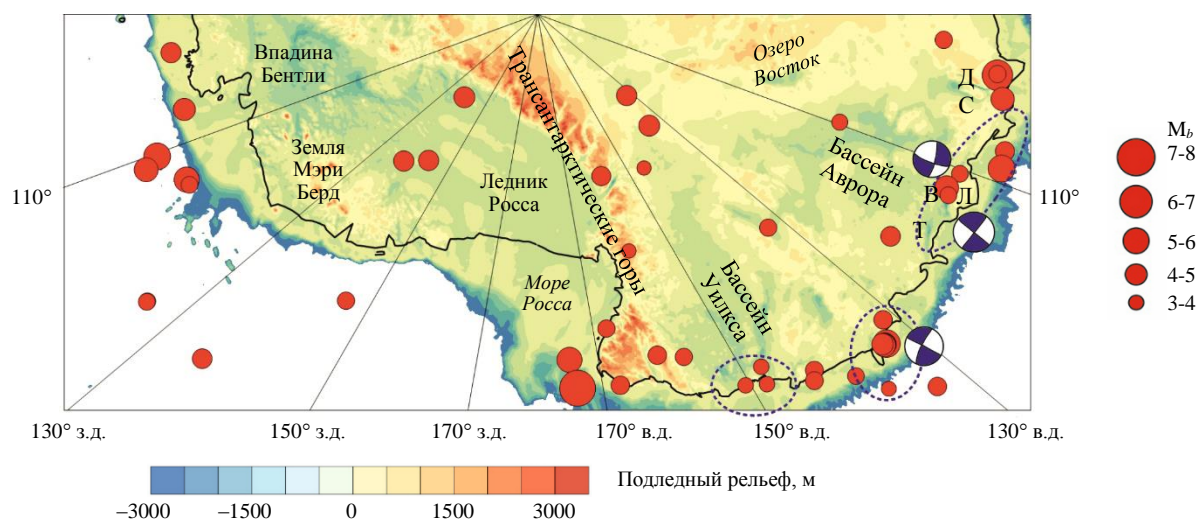 Впадина
Бентли
Земля
Мэри
Берд
Ледник
Росса
Море
Росса
Трансантарктические горы
Озеро
Восток
Бассейн
Аврора
Бассейн
Уилкса
Д
С
В
Л
Т
110°
110°
130° з.д.
150° з.д.
170° з.д.
170° в.д.
150° в.д.
130° в.д.
M_b
7-8
6-7
5-6
4-5
3-4
Подледный рельеф, м
–3000
–1500
0
1500
3000